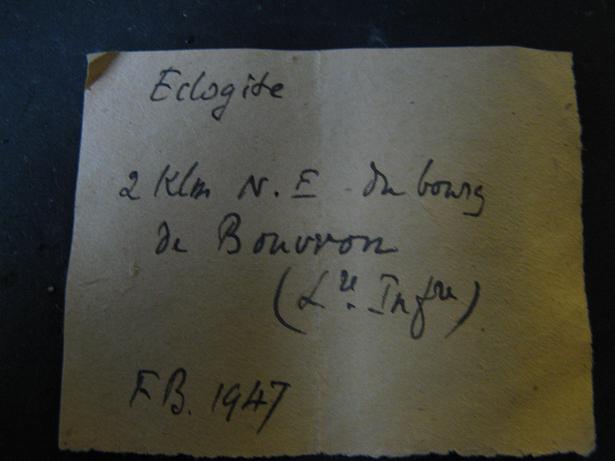 Eclogite
2 Klm N.E du bourg
de Bouvron
(Lre. Infre)
F B. 1947